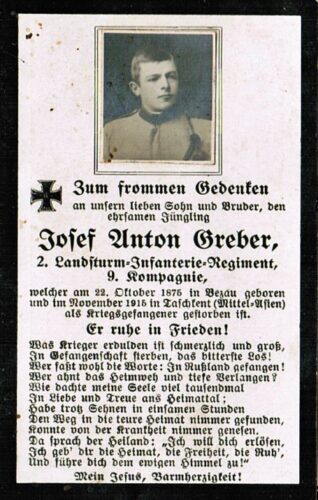 Zum frommen Gedenken
an unsern lieben Sohn und Bruder, den
ehrsamen Jüngling
Josef Anton Greber,
2. Landsturm-Infanterie-Regiment,
9. Kompagnie,
welcher am 22. Oktober 1876 in Bezau geboren
und im November 1915 in Taschkent (Mittel-Asien)
als Kriegsgefangener gestorben ist.
Er ruhe in Frieden!
Was Krieger erdulden ist schmerzlich und groß,
In Gefangenschaft sterben, das bitterste Los!
Wer faßt wohl die Worte: In Rußland gefangen!
Wer ahnt das Heimweh und tiefe Verlangen?
Wie dachte meine Seele viel tausendmal
In Liebe und Treue ans Heimattal;
Habe trotz Sehnen in einsamen Stunden
Den Weg in die teure Heimat nimmer gefunden,
Konnte von der Krankheit nimmer genesen.
Da sprach der Heiland: „Ich will dich erlösen,
Ich geb' dir die Heimat, die Freiheit, die Ruh',
Und führe dich dem ewigen Himmel zu!"
Mein Jesus, Barmherzigkeit!